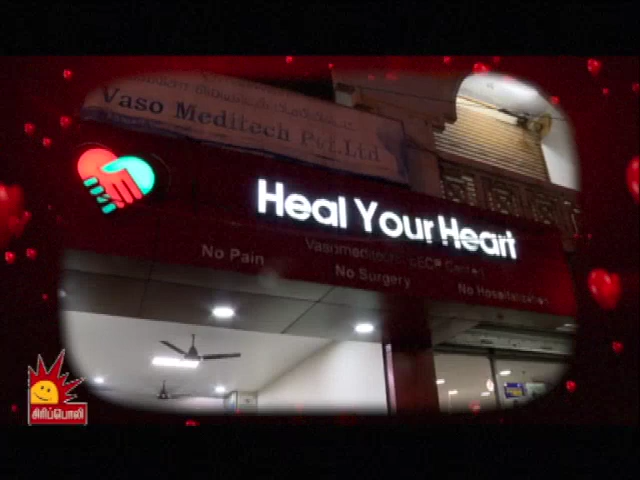 Vaso Meditech Pvt.Ltd
Heal Your Heart
No Pain
No Surgery
No Hospitalization
சிரிப்பொலி